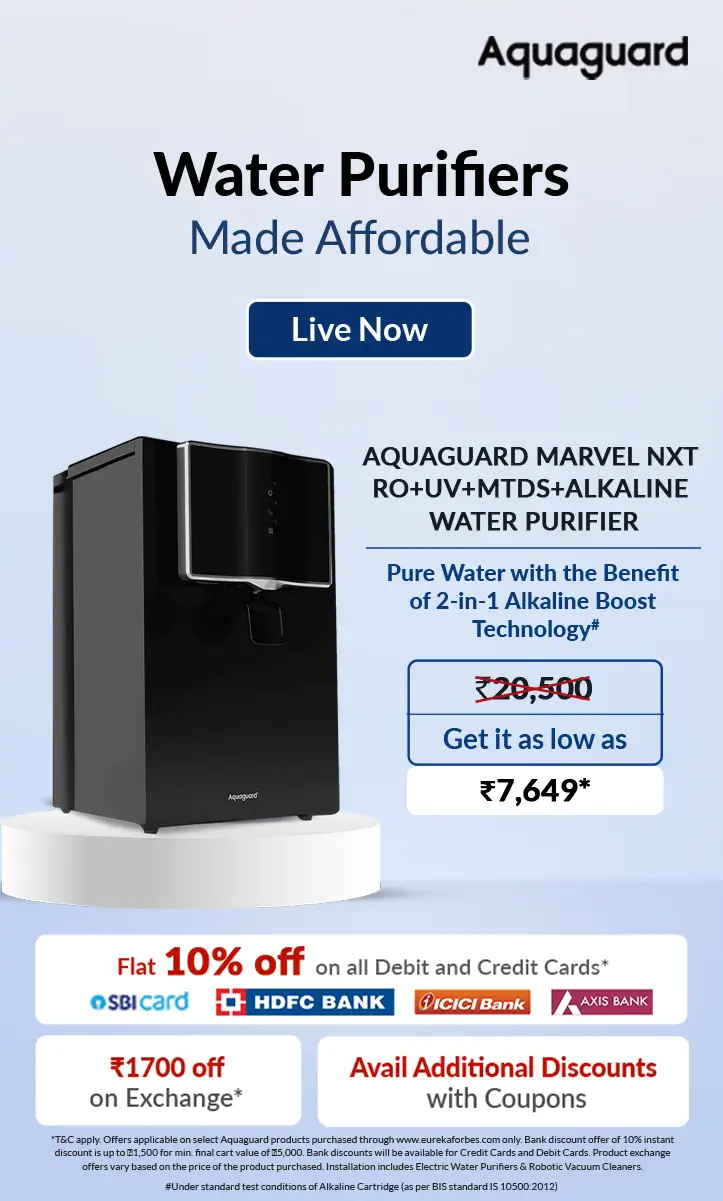 Aquaguard
Water Purifiers
Made Affordable
Live Now
AQUAGUARD MARVEL NXT
RO+UV+MTDS+ALKALINE
WATER PURIFIER
Pure Water with the Benefit
of 2-in-1 Alkaline Boost
Technology#
₹20,500
Get it as low as
₹7,649*
Aquaguard
Flat 10% off on all Debit and Credit Cards*
SBI card HDFC BANK ICICI Bank AXIS BANK
₹1700 off
on Exchange*
Avail Additional Discounts
with Coupons
*T&C apply. Offers applicable on select Aquaguard products purchased through www.eurekaforbes.com only. Bank discount offer of 10% instant
discount is up to 1,500 for min. final cart value of 5,000. Bank discounts will be available for Credit Cards and Debit Cards. Product exchange
offers vary based on the price of the product purchased. Installation includes Electric Water Purifiers & Robotic Vacuum Cleaners.
#Under standard test conditions of Alkaline Cartridge (as per BIS standard IS 10500:2012)